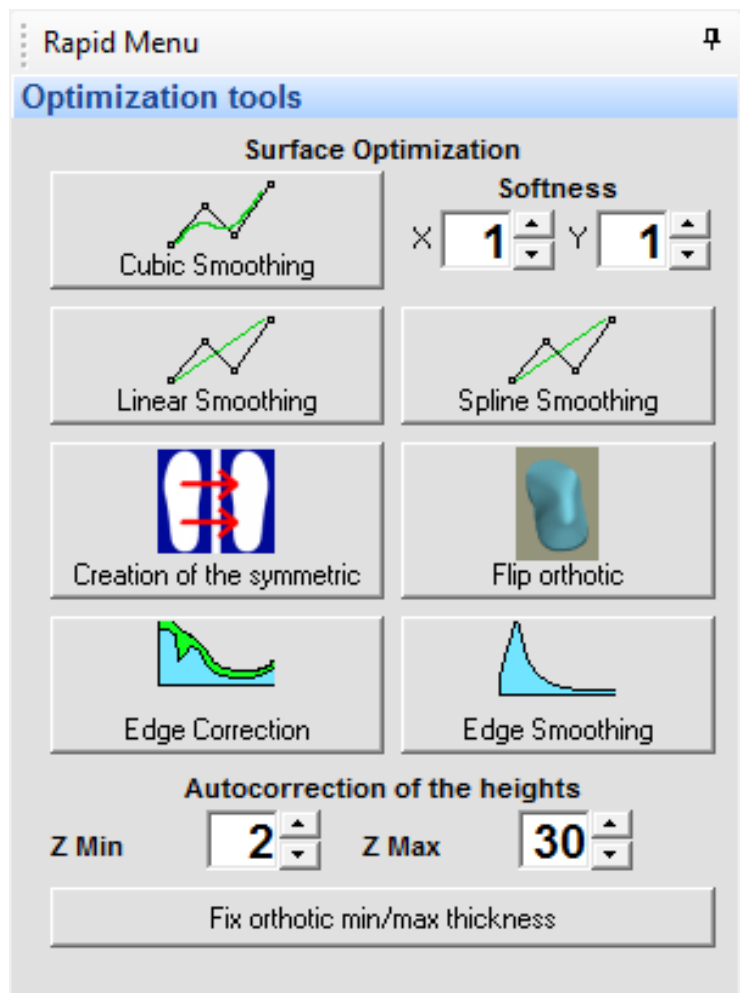 Rapid Menu
Optimization tools
Surface Optimization
Softness
Cubic Smoothing
X 1 Y 1
Linear Smoothing
Spline Smoothing
Creation of the symmetric
Flip orthotic
Edge Correction
Edge Smoothing
Autocorrection of the heights
Z Min 2 Z Max 30
Fix orthotic min/max thickness